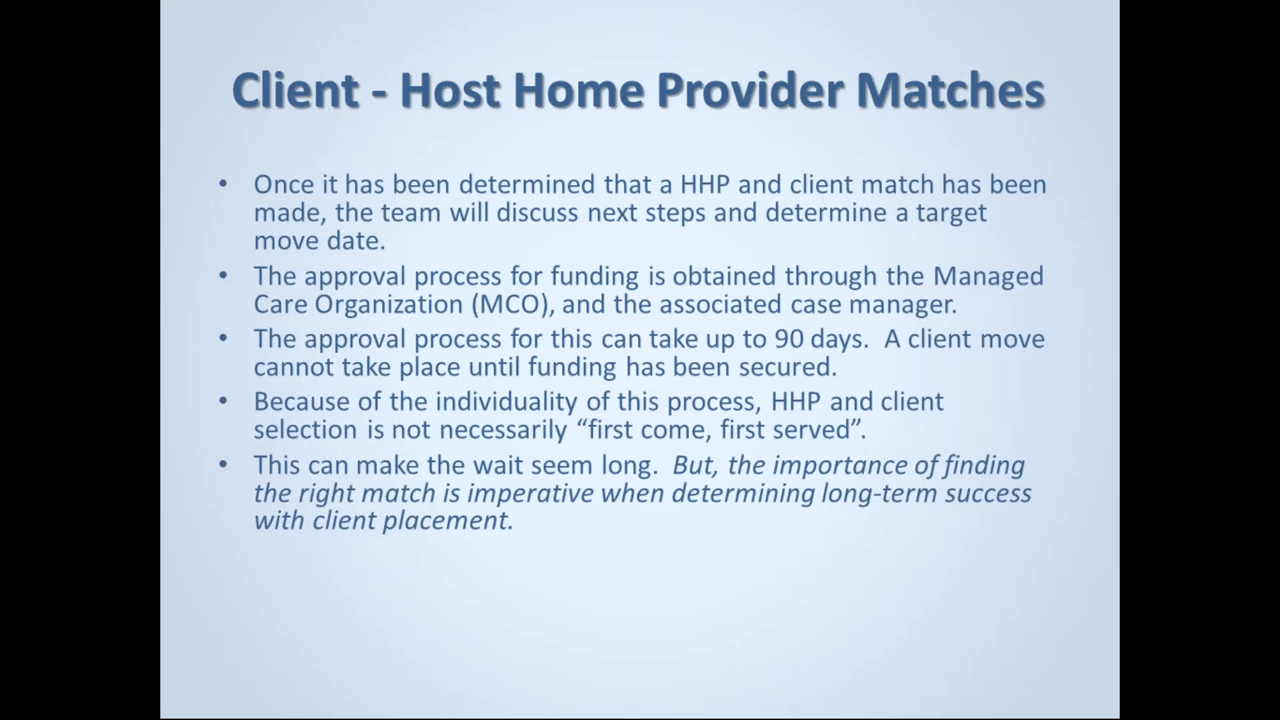 Client - Host Home Provider Matches
• Once it has been determined that a HHP and client match has been
made, the team will discuss next steps and determine a target
move date.
• The approval process for funding is obtained through the Managed
Care Organization (MCO), and the associated case manager.
• The approval process for this can take up to 90 days.  A client move
cannot take place until funding has been secured.
• Because of the individuality of this process, HHP and client
selection is not necessarily “first come, first served”.
• This can make the wait seem long.  But, the importance of finding
the right match is imperative when determining long-term success
with client placement.